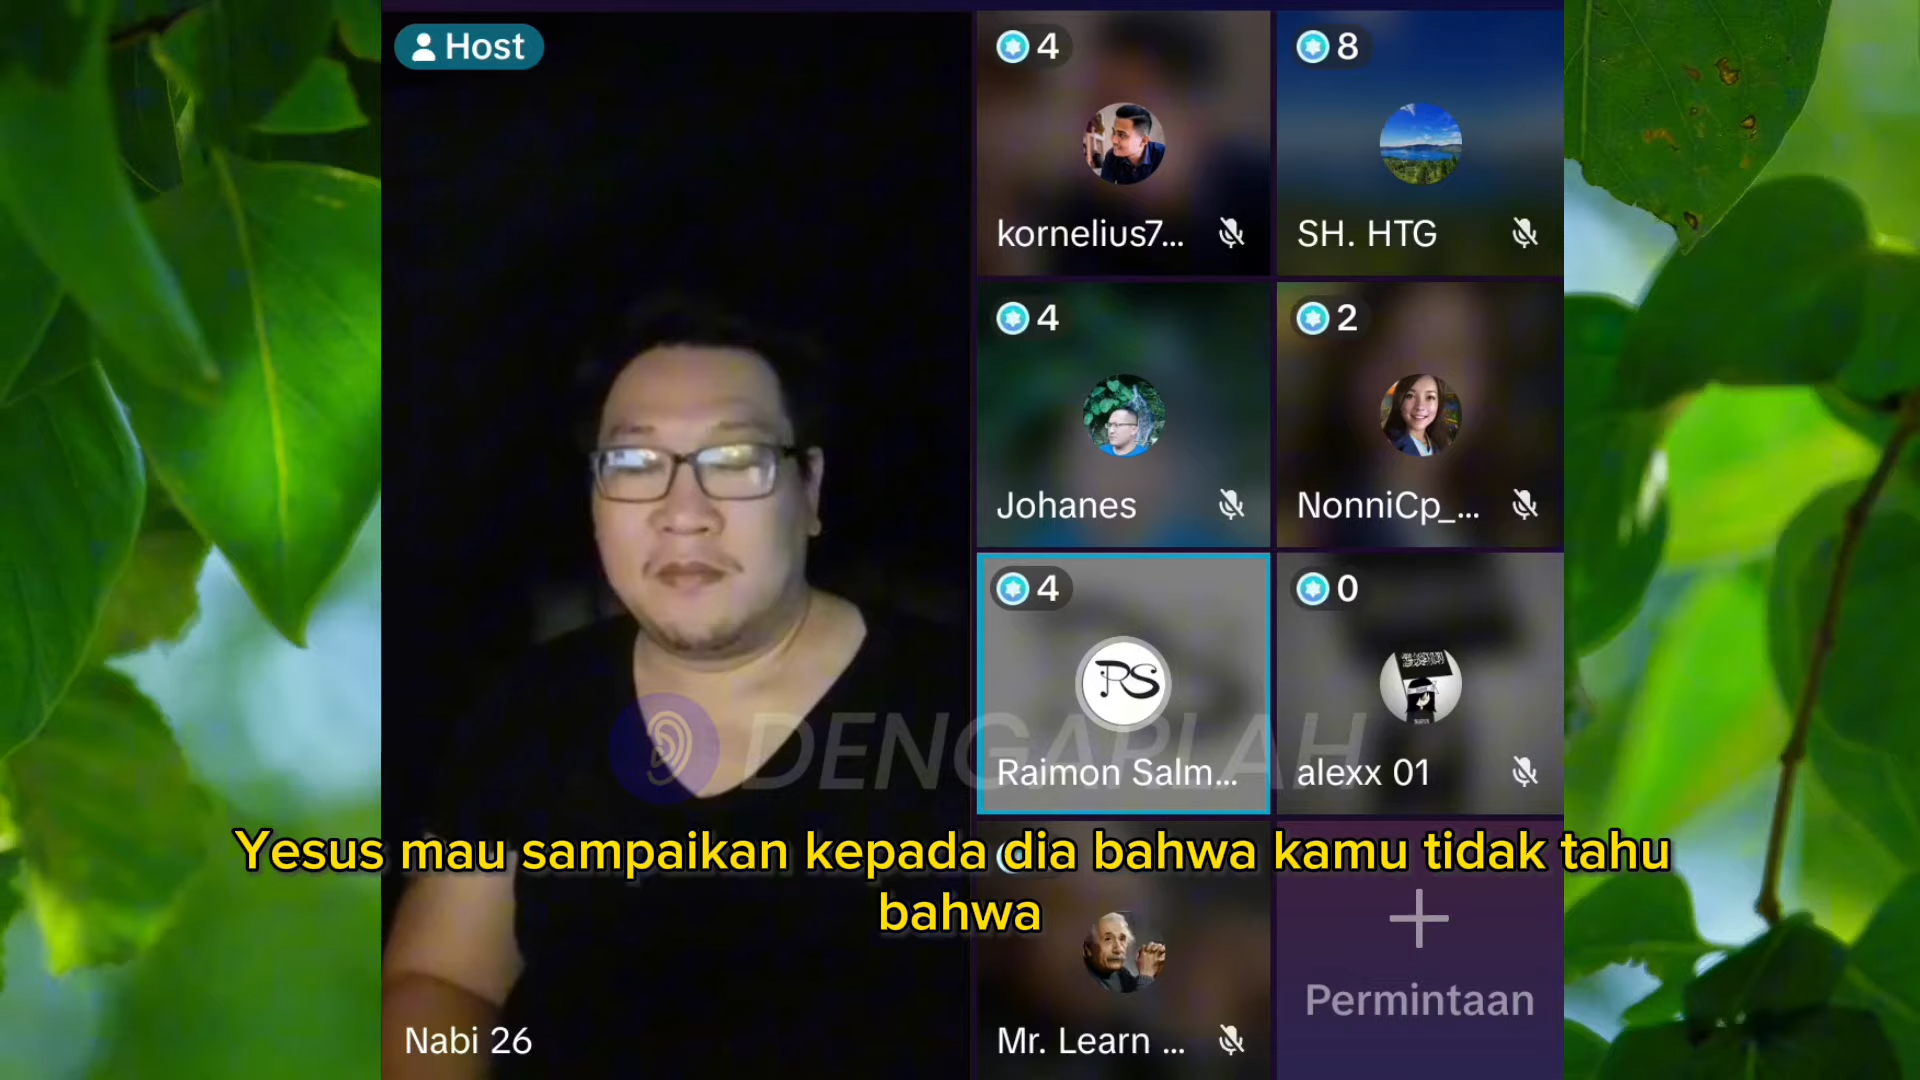 Host
4
8
kornelius7...
SH. HTG
4
2
Johanes
NonniCp_...
4
0
RS
DENGARLAH
Raimon Salm...
alexx 01
Yesus mau sampaikan kepada dia bahwa kamu tidak tahu
bahwa
Permintaan
Nabi 26
Mr. Learn ...